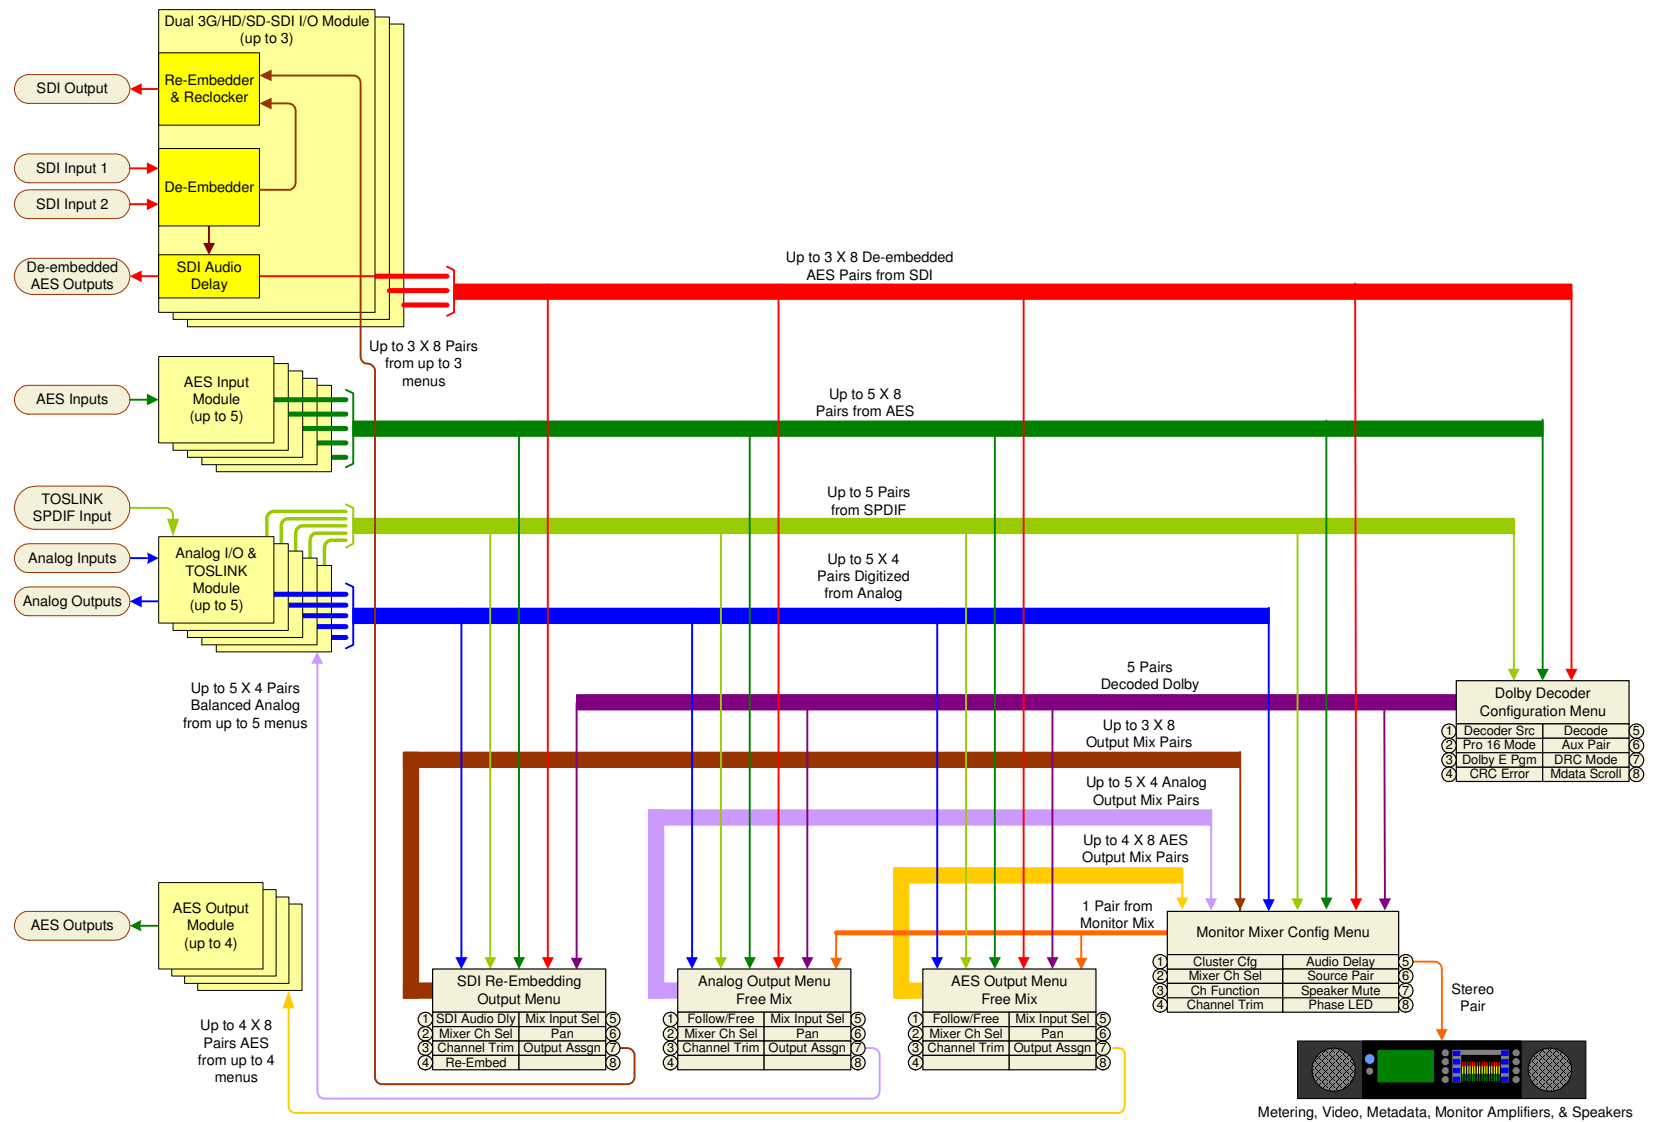 Dual 3G/HD/SD-SDI I/O Module
(up to 3)
Re-Embedder
& Reclocker
SDI Output
SDI Input 1
De-Embedder
SDI Input 2
De-embedded
AES Outputs
SDI Audio
Delay
Up to 3 X 8 De-embedded
AES Pairs from SDI
Up to 3 X 8 Pairs
from up to 3
menus
AES Inputs
AES Input
Module
(up to 5)
Up to 5 X 8
Pairs from AES
TOSLINK
SPDIF Input
Up to 5 Pairs
from SPDIF
Analog Inputs
Analog Outputs
Analog I/O &
TOSLINK
Module
(up to 5)
Up to 5 X 4
Pairs Digitized
from Analog
Up to 5 X 4 Pairs
Balanced Analog
from up to 5 menus
5 Pairs
Decoded Dolby
Dolby Decoder
Configuration Menu
1 Decoder Src Decode 5
2 Pro 16 Mode Aux Pair 6
3 Dolby E Pgm DRC Mode 7
4 CRC Error Mdata Scroll 8
Up to 3 X 8
Output Mix Pairs
Up to 5 X 4 Analog
Output Mix Pairs
Up to 4 X 8 AES
Output Mix Pairs
1 Pair from
Monitor Mix
AES Outputs
AES Output
Module
(up to 4)
Up to 4 X 8
Pairs AES
from up to 4
menus
SDI Re-Embedding
Output Menu
1 SDI Audio Dly Mix Input Sel 5
2 Mixer Ch Sel Pan 6
3 Channel Trim Output Assgn 7
4 Re-Embed 8
Analog Output Menu
Free Mix
1 Follow/Free Mix Input Sel 5
2 Mixer Ch Sel Pan 6
3 Channel Trim Output Assgn 7
4 8
AES Output Menu
Free Mix
1 Follow/Free Mix Input Sel 5
2 Mixer Ch Sel Pan 6
3 Channel Trim Output Assgn 7
4 8
Monitor Mixer Config Menu
1 Cluster Cfg Audio Delay 5
2 Mixer Ch Sel Source Pair 6
3 Ch Function Speaker Mute 7
4 Channel Trim Phase LED 8
Stereo
Pair
Metering, Video, Metadata, Monitor Amplifiers, & Speakers